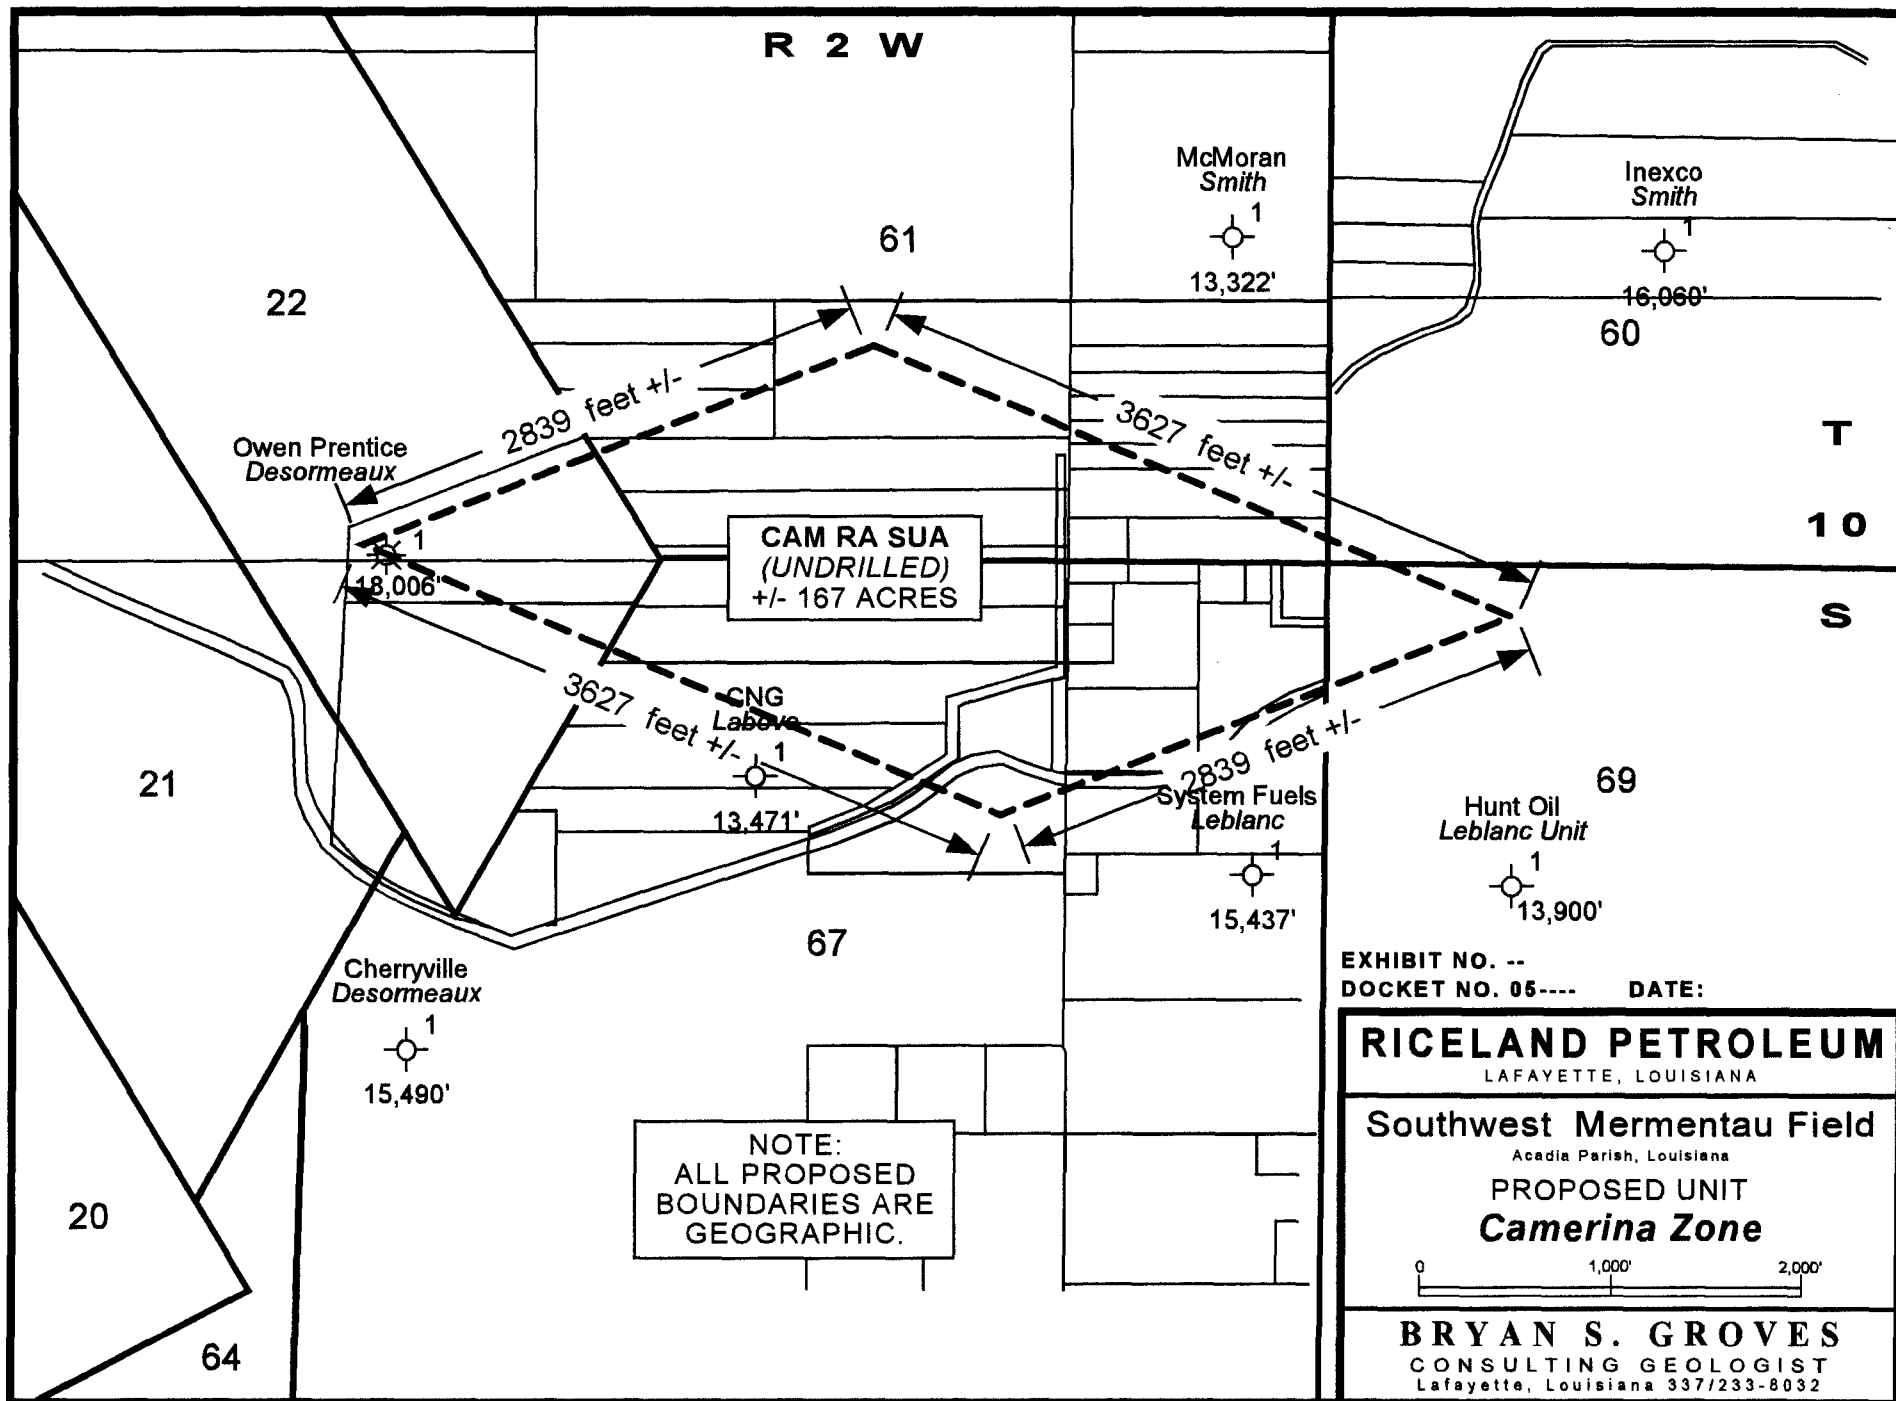 R 2 W
McMoran
Smith
1
13,322'
Inexco
Smith
1
16,060'
61
22
60
2839 feet +/-
3627 feet +/-
Owen Prentice
Desormeaux
1
18,006'
T
10
S
CAM RA SUA
(UNDRILLED)
+/- 167 ACRES
3627 feet +/-
CNG
Labove
1
13,471'
2839 feet +/-
21
69
System Fuels
Leblanc
1
15,437'
Hunt Oil
Leblanc Unit
1
13,900'
67
Cherryville
Desormeaux
1
15,490'
EXHIBIT NO. --
DOCKET NO. 05---- DATE:
RICELAND PETROLEUM
LAFAYETTE, LOUISIANA
Southwest Mermentau Field
Acadia Parish, Louisiana
PROPOSED UNIT
Camerina Zone
0 1,000' 2,000'
NOTE:
ALL PROPOSED
BOUNDARIES ARE
GEOGRAPHIC.
20
64
BRYAN S. GROVES
CONSULTING GEOLOGIST
Lafayette, Louisiana 337/233-8032